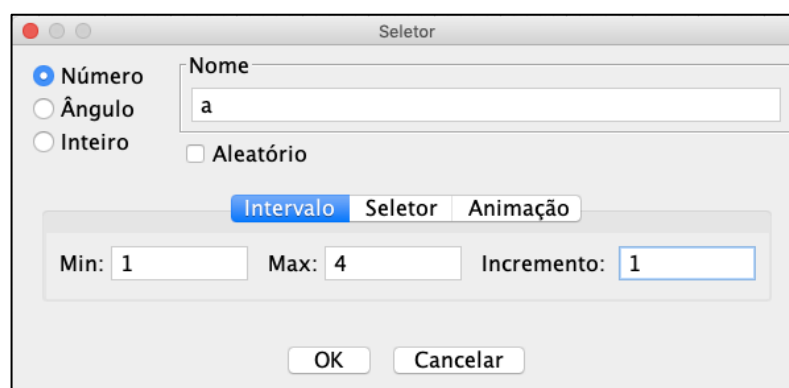 Seletor
Número
Ângulo
Inteiro
Nome
a
Aleatório
Intervalo Seletor Animação
Min: 1 Max: 4 Incremento: 1
OK Cancelar